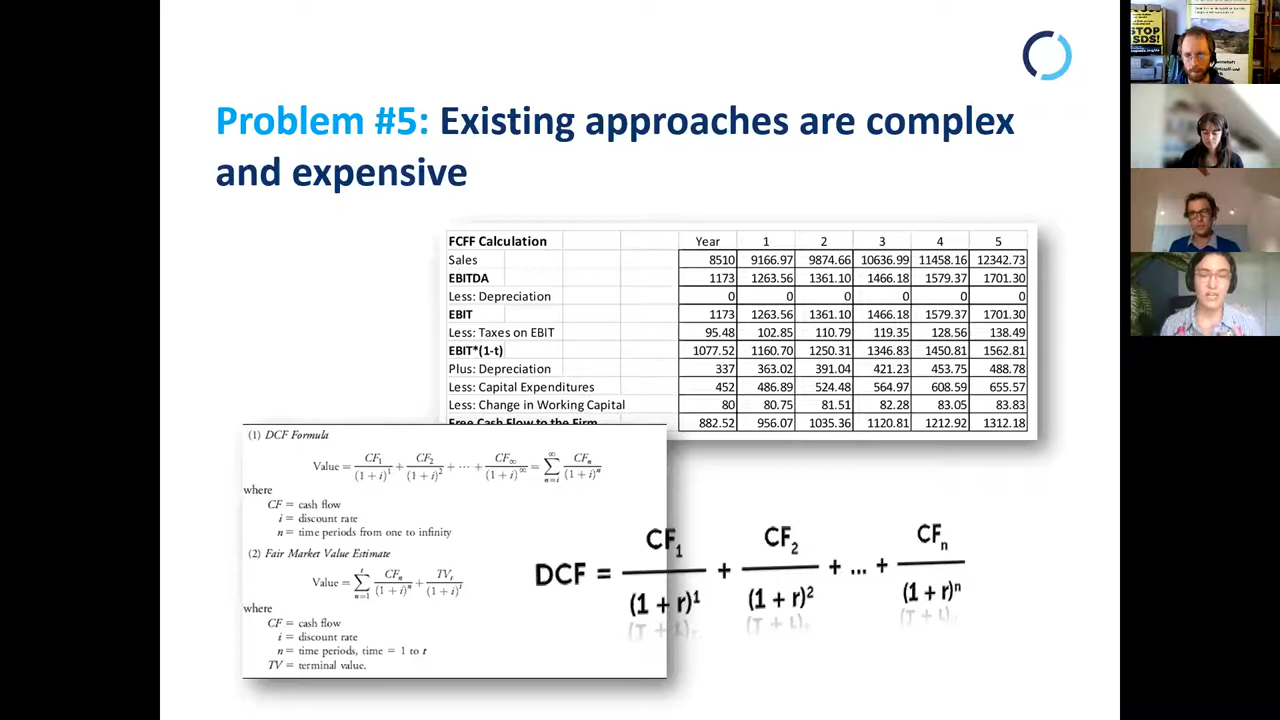 Problem #5: Existing approaches are complex
and expensive
FCFF Calculation Year 1 2 3 4 5
Sales 8510 9166.97 9874.66 10636.99 11458.16 12342.73
EBITDA 1173 1263.56 1361.10 1466.18 1579.37 1701.30
Less: Depreciation 0 0 0 0 0 0
EBIT 1173 1263.56 1361.10 1466.18 1579.37 1701.30
Less: Taxes on EBIT 95.48 102.85 110.79 119.35 128.56 138.49
EBIT*(1-t) 1077.52 1160.70 1250.31 1346.83 1450.81 1562.81
Plus: Depreciation 337 363.02 391.04 421.23 453.75 488.78
Less: Capital Expenditures 452 486.89 524.48 564.97 608.59 655.57
Less: Change in Working Capital 80 80.75 81.51 82.28 83.05 83.83
Free Cash Flow to the Firm 882.52 956.07 1035.36 1120.81 1212.92 1312.18
(1) DCF Formula
Value = CF₁/(1 + i)¹ + CF₂/(1 + i)² + ⋯ + CF∞/(1 + i)^∞ = ∞ ∑ n=i CFₙ/(1 + i)ⁿ
where
CF = cash flow
i = discount rate
n = time periods from one to infinity
(2) Fair Market Value Estimate
Value = t ∑ n=1 CFₙ/(1 + i)ⁿ + TVₜ/(1 + i)ᵗ
where
CF = cash flow
i = discount rate
n = time periods, time = 1 to t
TV = terminal value.
DCF = CF₁/(1 + r)¹ + CF₂/(1 + r)² + ... + CFₙ/(1 + r)ⁿ
STOP